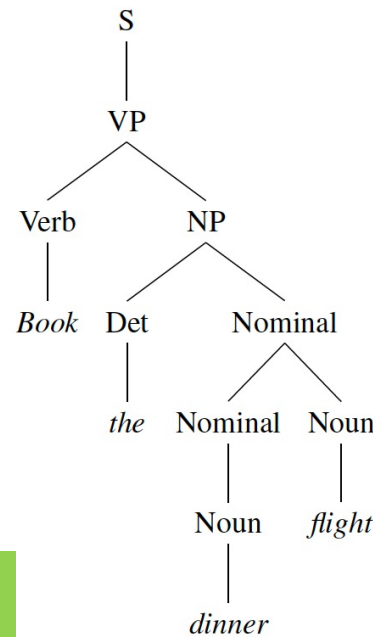 S
VP
Verb NP
Book Det Nominal
the Nominal Noun
Noun flight
dinner